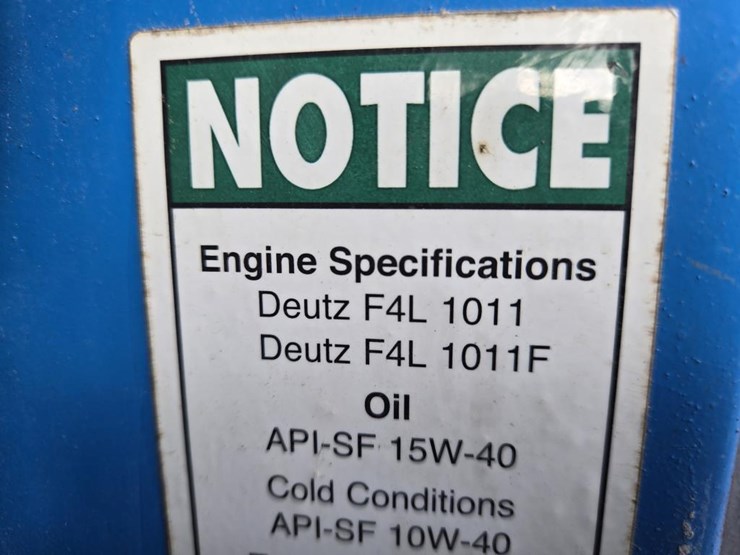 NOTICE
Engine Specifications
Deutz F4L 1011
Deutz F4L 1011F
Oil
API-SF 15W-40
Cold Conditions
API-SF 10W-40